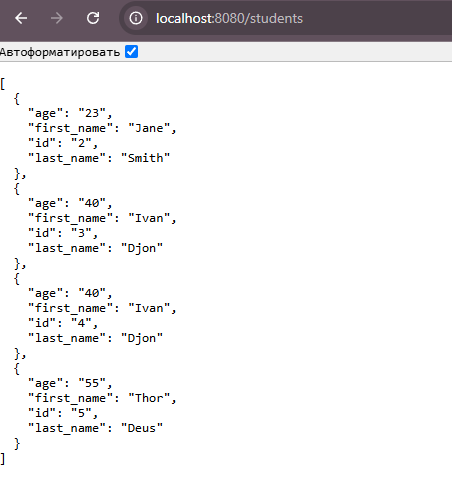 localhost:8080/students
Автоформатировать
[
  {
    "age": "23",
    "first_name": "Jane",
    "id": "2",
    "last_name": "Smith"
  },
  {
    "age": "40",
    "first_name": "Ivan",
    "id": "3",
    "last_name": "Djon"
  },
  {
    "age": "40",
    "first_name": "Ivan",
    "id": "4",
    "last_name": "Djon"
  },
  {
    "age": "55",
    "first_name": "Thor",
    "id": "5",
    "last_name": "Deus"
  }
]